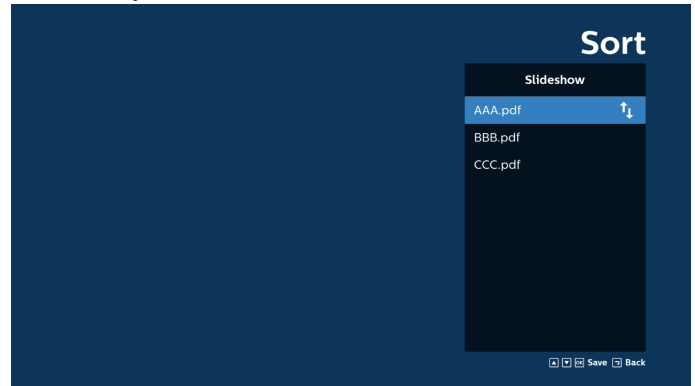 Sort
Slideshow
AAA.pdf
BBB.pdf
CCC.pdf
OK Save Back